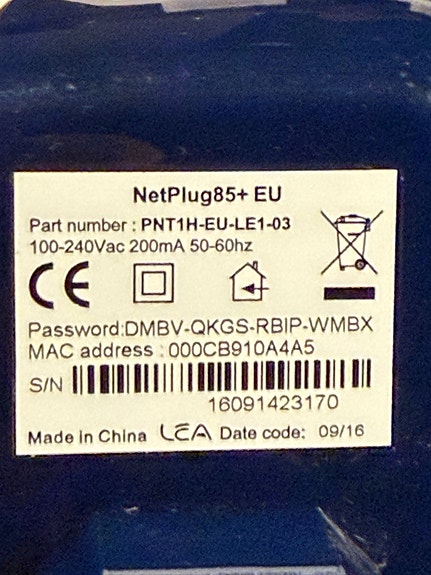 NetPlug85+ EU
Part number : PNT1H-EU-LE1-03
100-240Vac 200mA 50-60hz
CE
Password:DMBV-QKGS-RBIP-WMBX
MAC address : 000CB910A4A5
S/N
16091423170
Made in China LEA Date code: 09/16